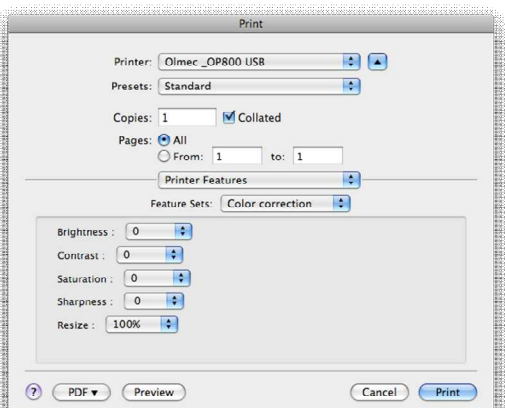 Print
Printer: Olmec _OP800 USB
Presets: Standard
Copies: 1 Collated
Pages: All
From: 1 to: 1
Printer Features
Feature Sets: Color correction
Brightness : 0
Contrast : 0
Saturation : 0
Sharpness : 0
Resize : 100%
? PDF ▼ Preview Cancel Print